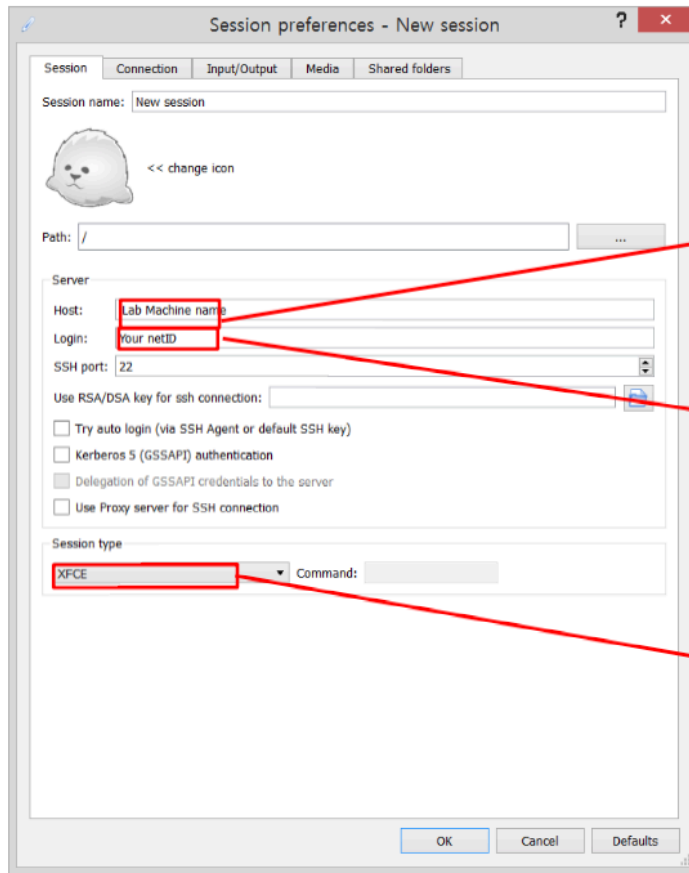 Session preferences - New session
?
×
Session
Connection
Input/Output
Media
Shared folders
Session name: New session
<< change icon
Path: /
...
Server
Host: Lab Machine name
Login: Your netID
SSH port: 22
Use RSA/DSA key for ssh connection:
Try auto login (via SSH Agent or default SSH key)
Kerberos 5 (GSSAPI) authentication
Delegation of GSSAPI credentials to the server
Use Proxy server for SSH connection
Session type
XFCE
Command:
OK
Cancel
Defaults